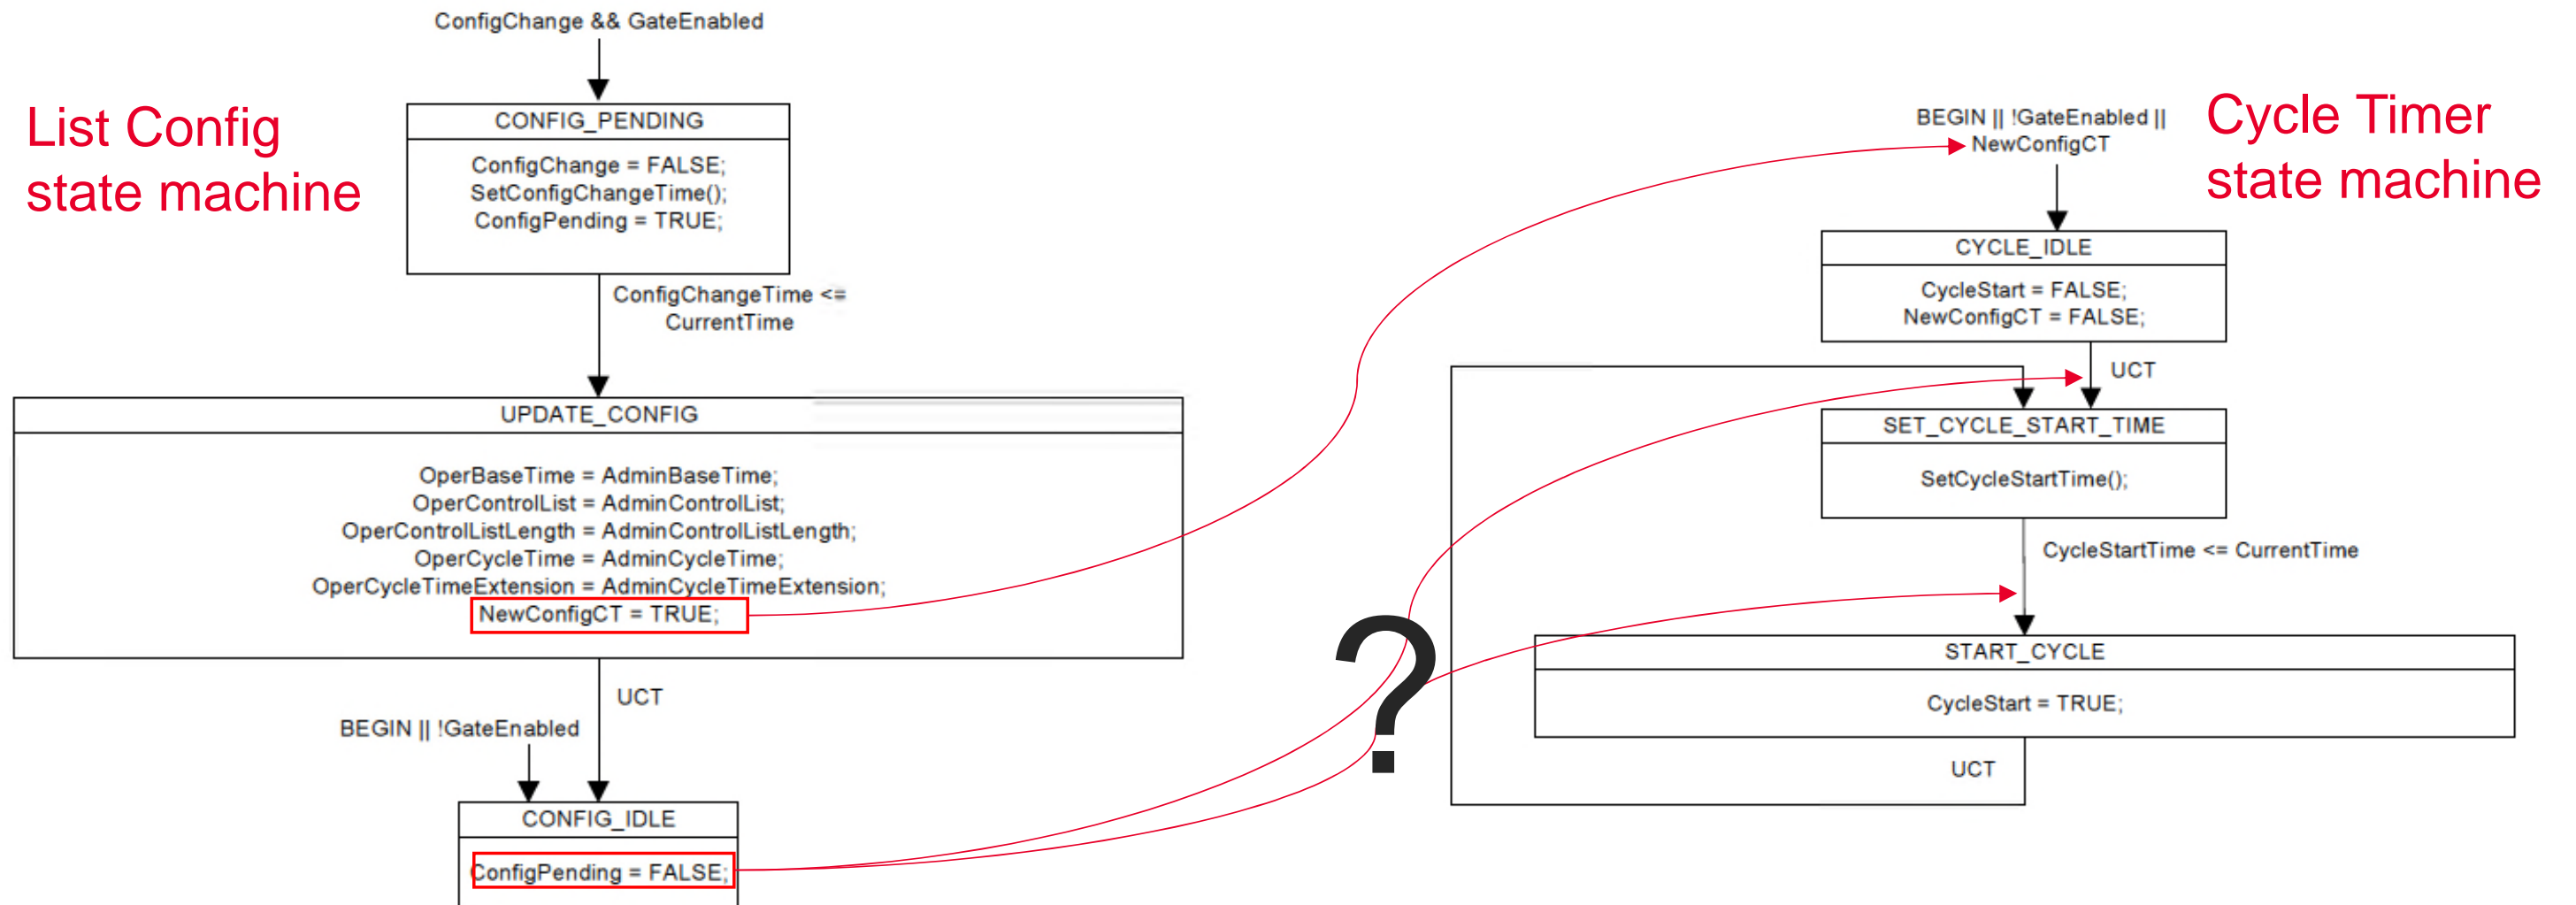 ConfigChange && GateEnabled
List Config
state machine
CONFIG_PENDING
ConfigChange = FALSE;
SetConfigChangeTime();
ConfigPending = TRUE;
ConfigChangeTime <=
CurrentTime
UPDATE_CONFIG
OperBaseTime = AdminBaseTime;
OperControlList = AdminControlList;
OperControlListLength = AdminControlListLength;
OperCycleTime = AdminCycleTime;
OperCycleTimeExtension = AdminCycleTimeExtension;
NewConfigCT = TRUE;
UCT
BEGIN || !GateEnabled
CONFIG_IDLE
ConfigPending = FALSE;
?
BEGIN || !GateEnabled ||
NewConfigCT
Cycle Timer
state machine
CYCLE_IDLE
CycleStart = FALSE;
NewConfigCT = FALSE;
UCT
SET_CYCLE_START_TIME
SetCycleStartTime();
CycleStartTime <= CurrentTime
START_CYCLE
CycleStart = TRUE;
UCT